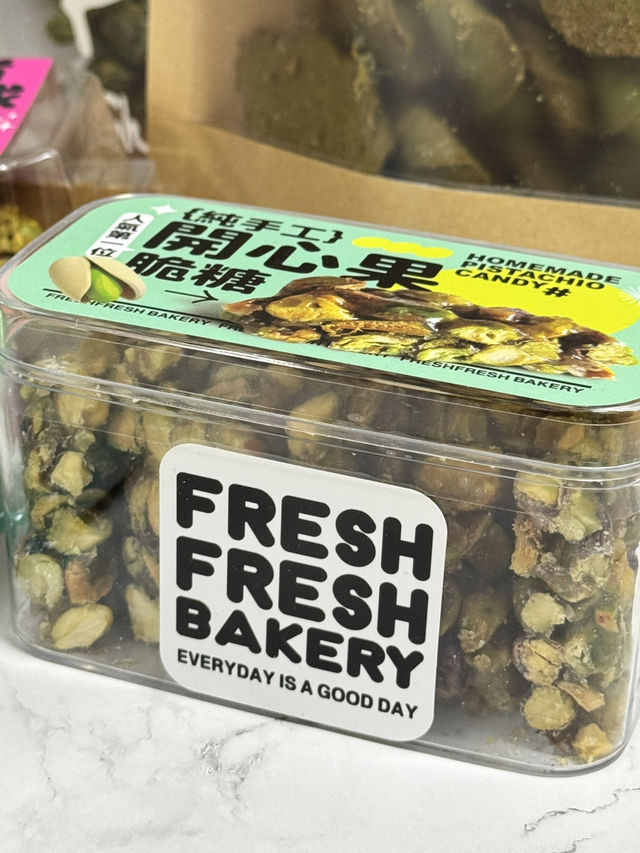 {純手工}
人氣第一位
開心果
脆糖
HOMEMADE
PISTACHIO
CANDY#
FRESHFRESH BAKERY
FRESHFRESH BAKERY
FRESH
FRESH
BAKERY
EVERYDAY IS A GOOD DAY